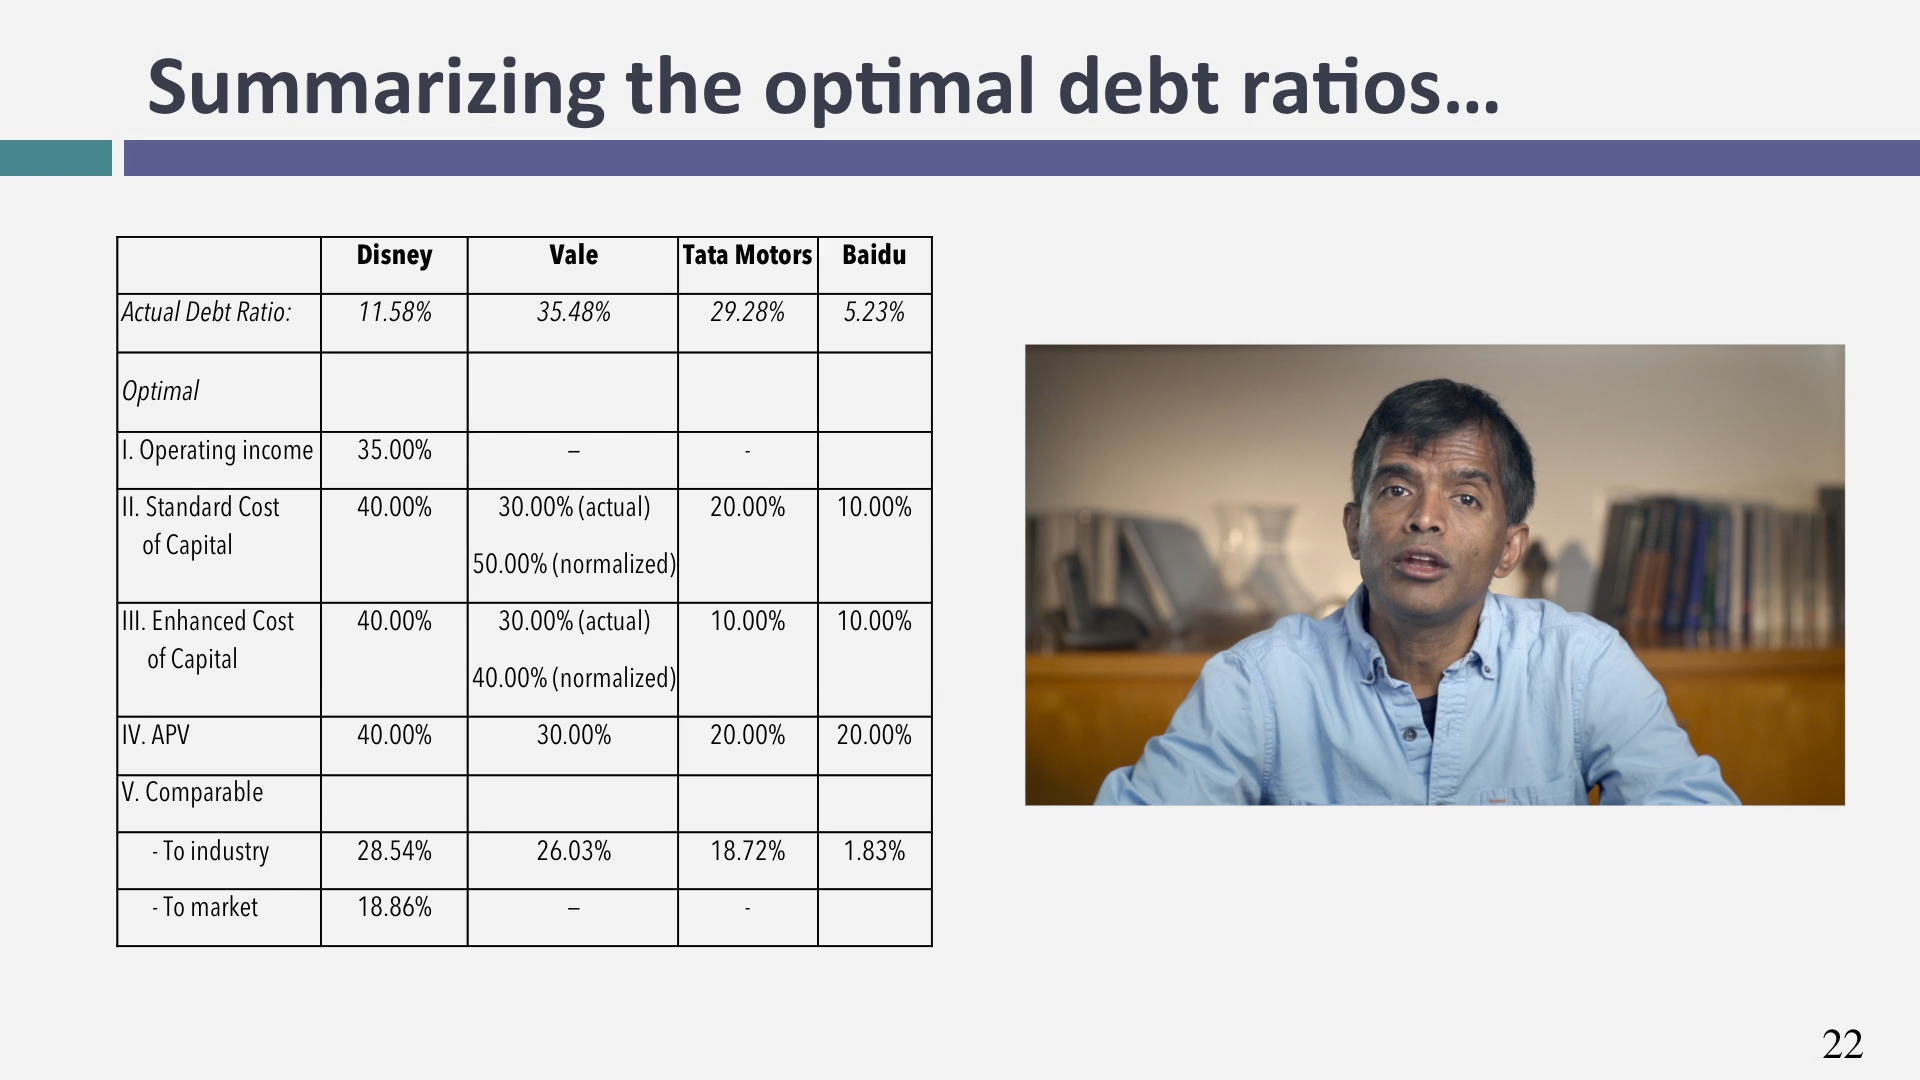 Summarizing the optimal debt ratios...
Disney Vale Tata Motors Baidu
Actual Debt Ratio: 11.58% 35.48% 29.28% 5.23%
Optimal
I. Operating income 35.00% – -
II. Standard Cost 40.00% 30.00% (actual) 20.00% 10.00%
of Capital
50.00% (normalized)
III. Enhanced Cost 40.00% 30.00% (actual) 10.00% 10.00%
of Capital
40.00% (normalized)
IV. APV 40.00% 30.00% 20.00% 20.00%
V. Comparable
- To industry 28.54% 26.03% 18.72% 1.83%
- To market 18.86% – -
22